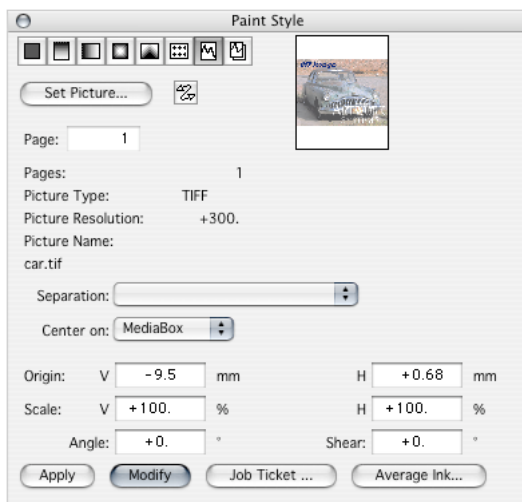 Paint Style
Set Picture...
Page: 1
Pages: 1
Picture Type: TIFF
Picture Resolution: +300.
Picture Name:
car.tif
Separation:
Center on: MediaBox
Origin: V -9.5 mm H +0.68 mm
Scale: V +100. % H +100. %
Angle: +0. ° Shear: +0. °
Apply Modify Job Ticket ... Average Ink...